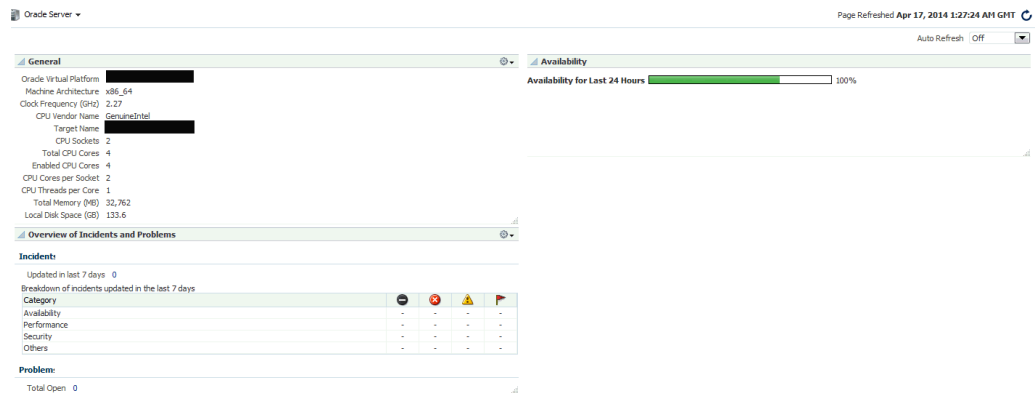 Oracle Server
Page Refreshed Apr 17, 2014 1:27:24 AM GMT
Auto Refresh Off
General
Oracle Virtual Platform
Machine Architecture x86_64
Clock Frequency (GHz) 2.27
CPU Vendor Name GenuineIntel
Target Name
CPU Sockets 2
Total CPU Cores 4
Enabled CPU Cores 4
CPU Cores per Socket 2
CPU Threads per Core 1
Total Memory (MB) 32,762
Local Disk Space (GB) 133.6
Availability
Availability for Last 24 Hours 100%
Overview of Incidents and Problems
Incidents
Updated in last 7 days 0
Breakdown of incidents updated in the last 7 days
Category
Availability - - - -
Performance - - - -
Security - - - -
Others - - - -
Problems
Total Open 0